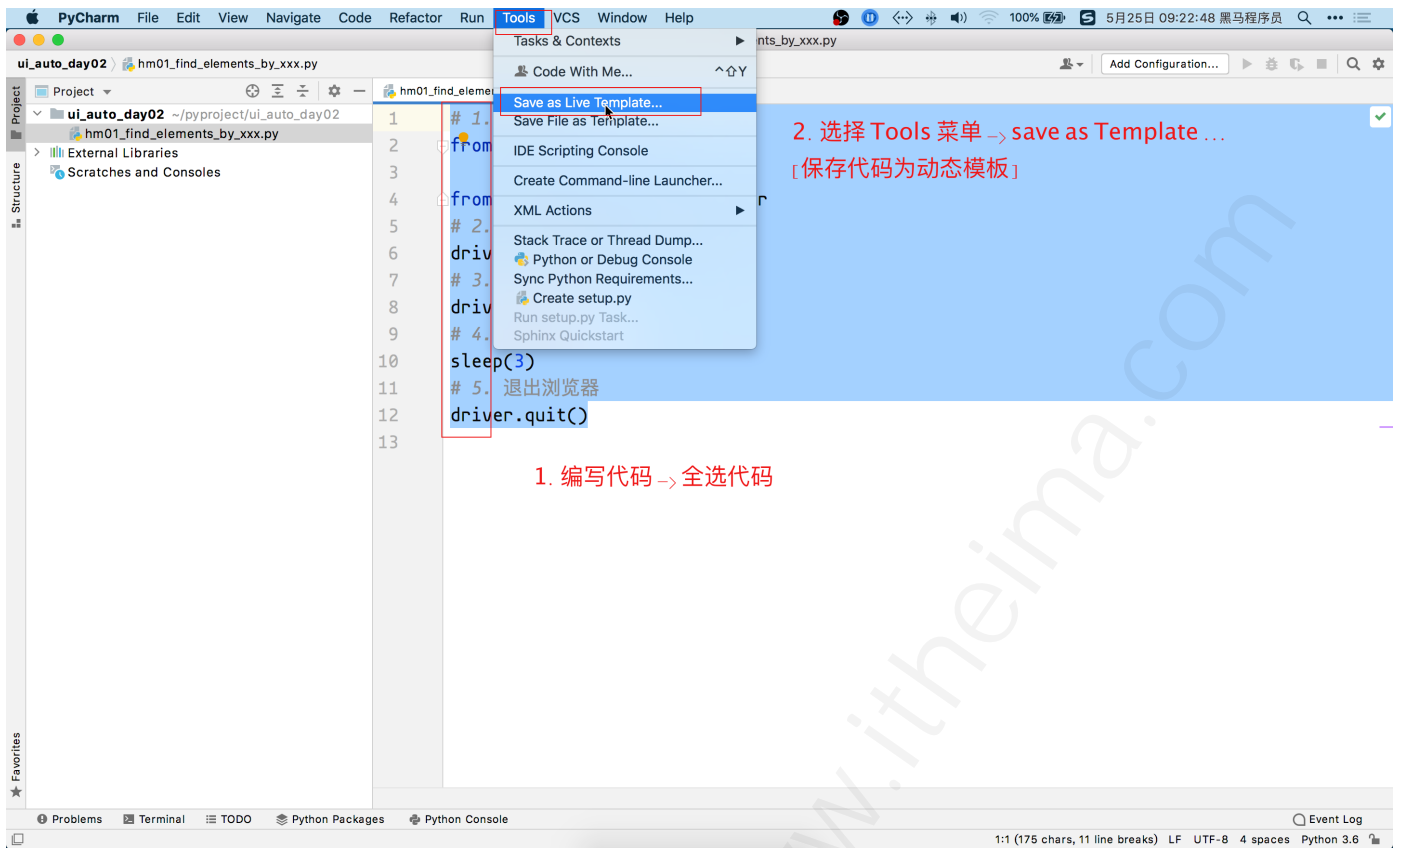 PyCharm File Edit View Navigate Code Refactor Run Tools VCS Window Help 100% 5月25日 09:22:48 黑马程序员
nts_by_xxx.py
ui_auto_day02 hm01_find_elements_by_xxx.py Add Configuration...
Project
Project
hm01_find_elemen
ui_auto_day02 ~/pyproject/ui_auto_day02
hm01_find_elements_by_xxx.py
External Libraries
Scratches and Consoles
Structure
Favorites
Tasks & Contexts
Code With Me... ^⇧Y
Save as Live Template...
Save File as Template...
IDE Scripting Console
Create Command-line Launcher...
XML Actions
Stack Trace or Thread Dump...
Python or Debug Console
Sync Python Requirements...
Create setup.py
Run setup.py Task...
Sphinx Quickstart
1 # 1.
2 from
3
4 from r
5 # 2.
6 driv
7 # 3.
8 driv
9 # 4.
10 sleep(3)
11 # 5. 退出浏览器
12 driver.quit()
13
2. 选择 Tools 菜单 –> save as Template …
[保存代码为动态模板]
1. 编写代码 –> 全选代码
w.itheima.com
Problems Terminal TODO Python Packages Python Console Event Log
1:1 (175 chars, 11 line breaks) LF UTF-8 4 spaces Python 3.6